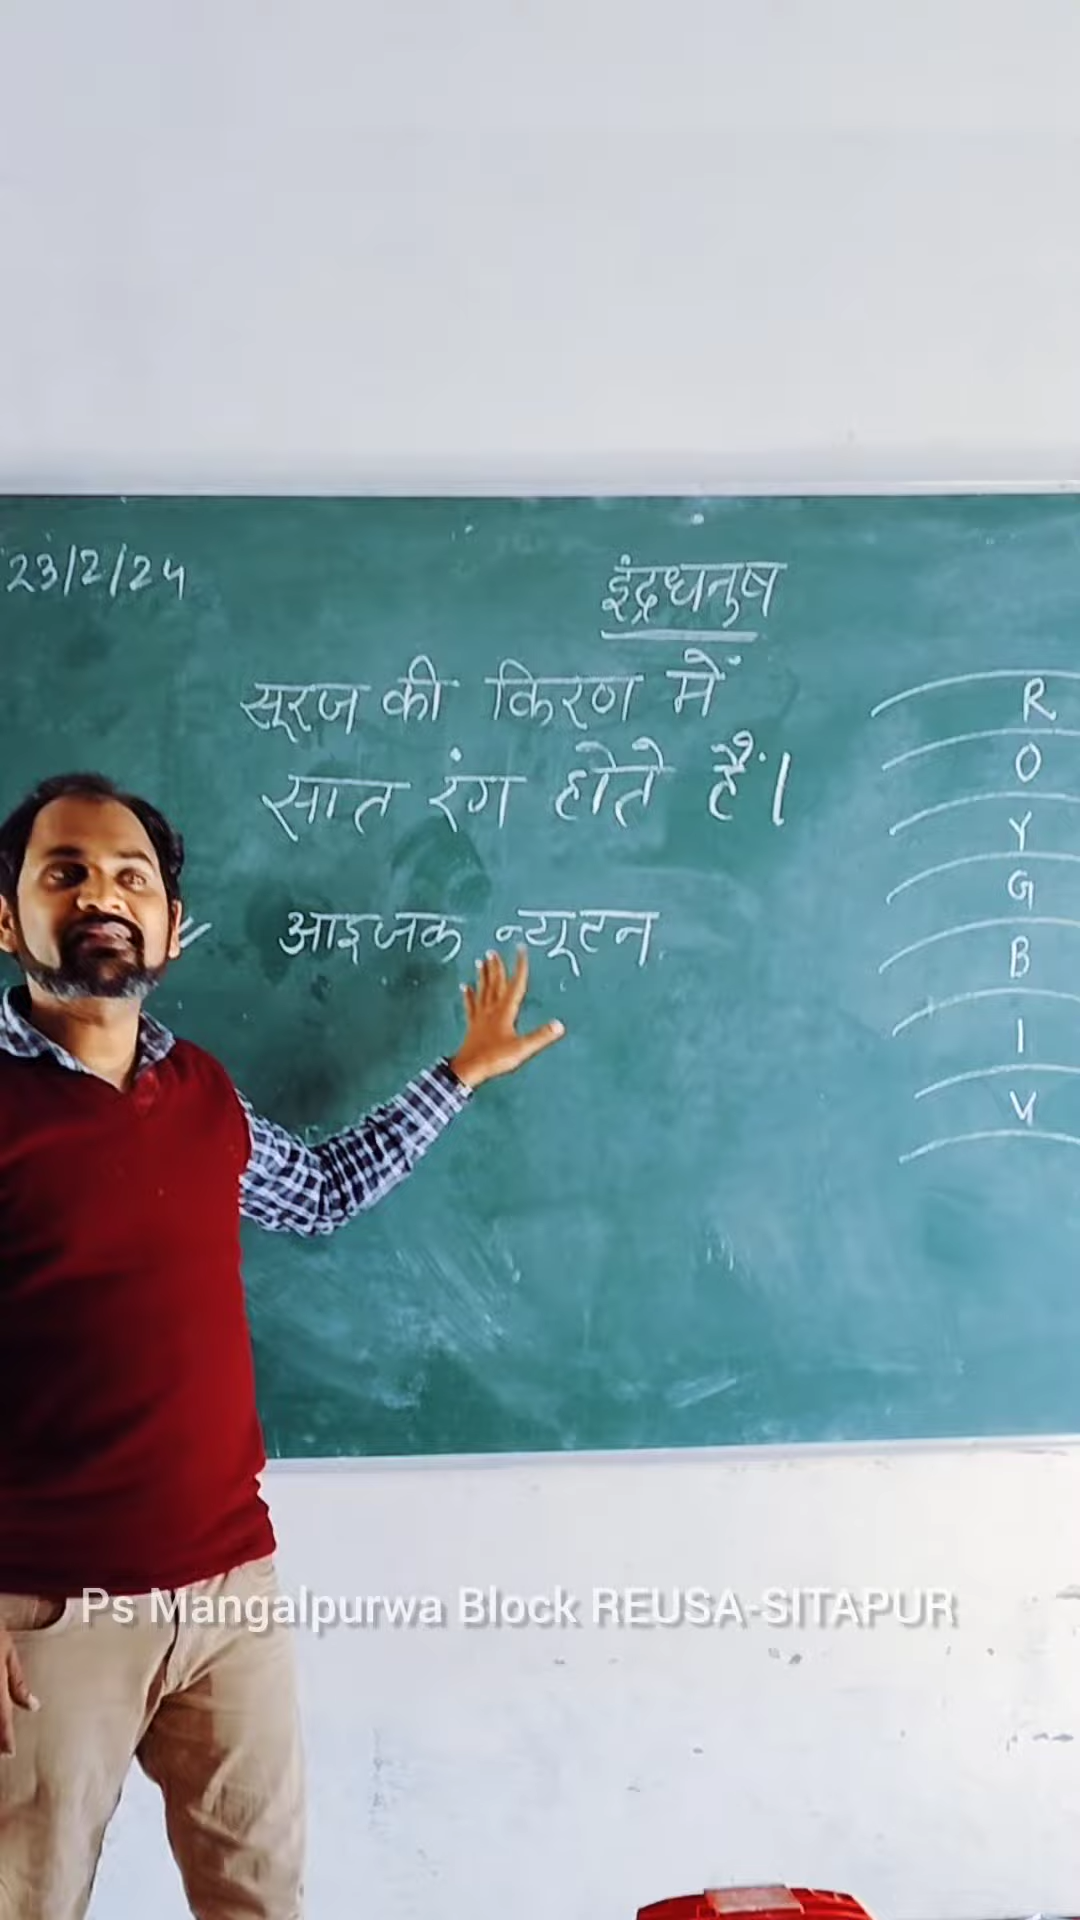 23/2/24
इंद्रधनुष
सूरज की किरण में
सात रंग होते हैं।
आइजक न्यूटन
R
O
Y
G
B
I
V
Ps Mangalpurwa Block REUSA-SITAPUR